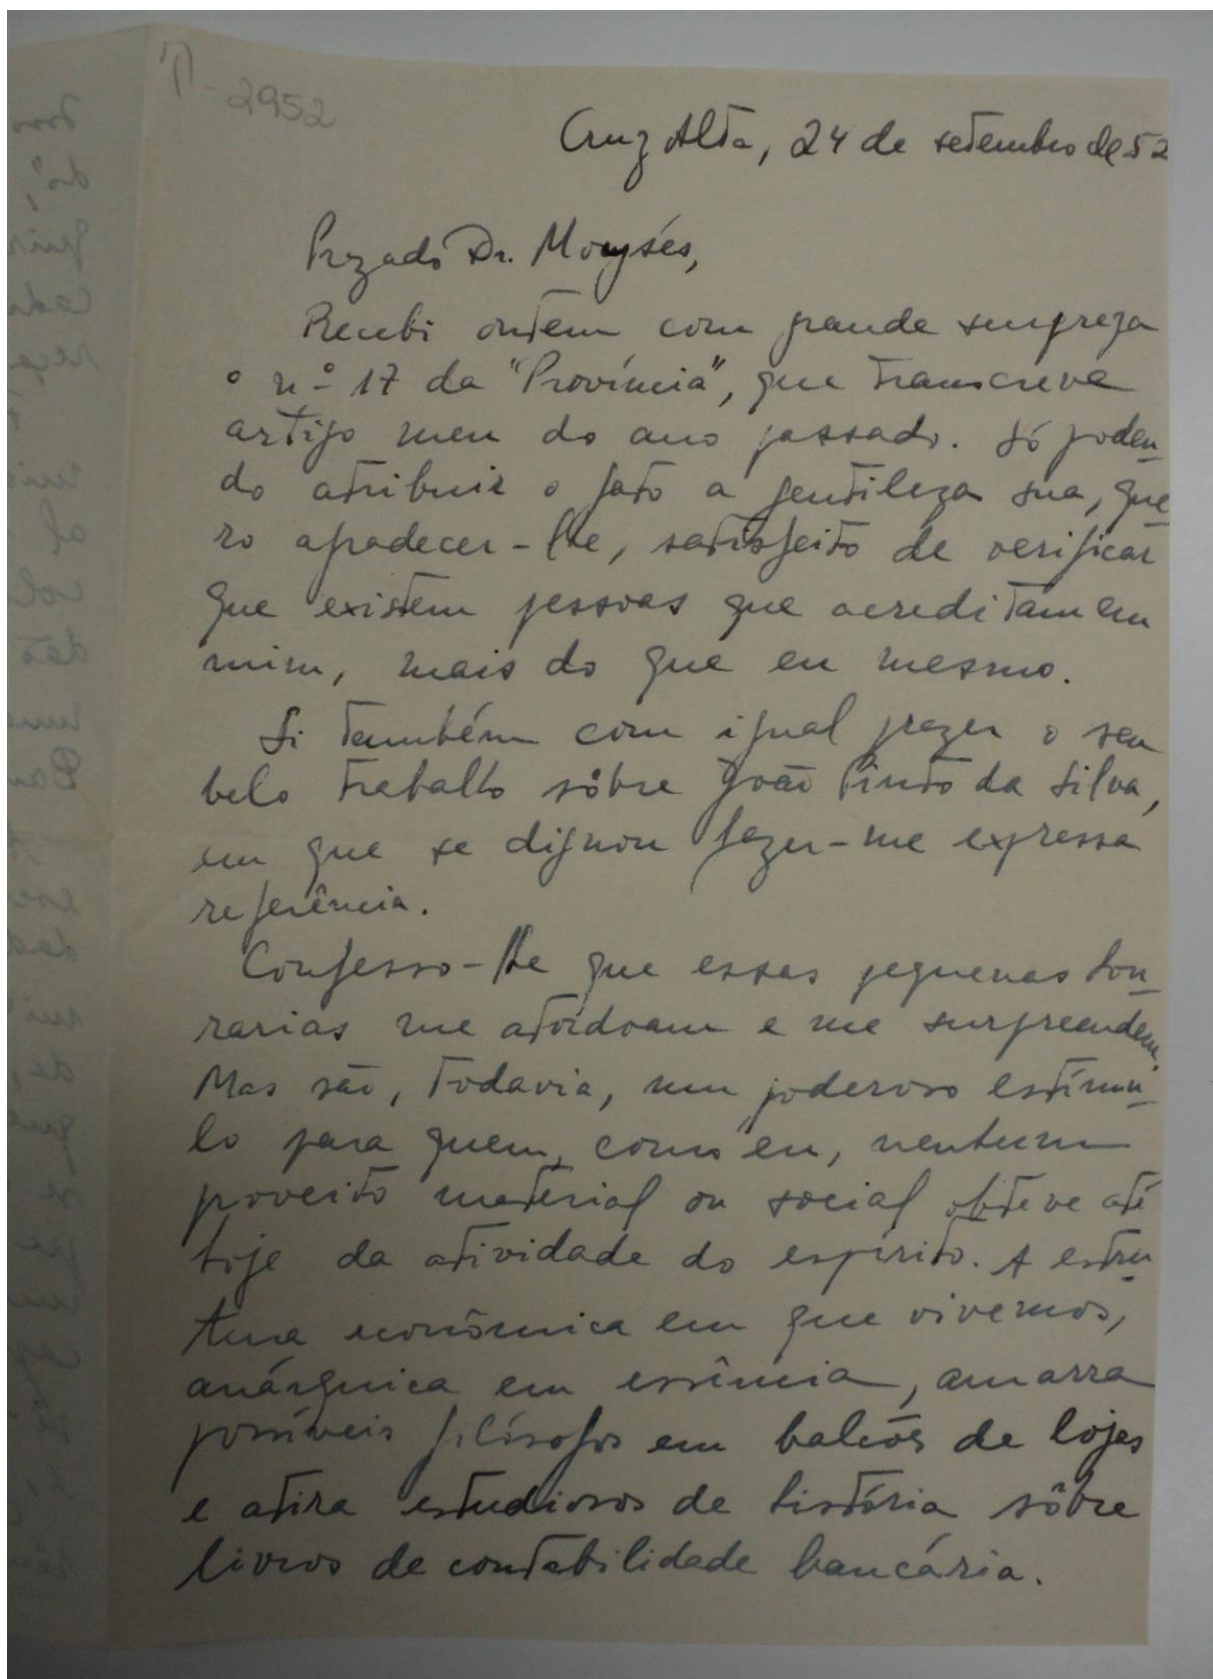 T-2952
Cruz Alta, 24 de setembro de 52
Prezado Dr. Moysés,
Recebi ontem com grande surpreza
o nº 17 da "Província", que transcreve
artigo meu do ano passado. Só poden-
do atribuir o fato a gentileza sua, que-
ro agradecer-lhe, satisfeito de verificar
que existem pessoas que acreditam em
mim, mais do que eu mesmo.
Li também com igual prazer o seu
belo trabalho sôbre João Pinto da Silva,
em que se dignou fazer-me expressa
referência.
Confesso-lhe que essas pequenas hon-
rarias me atordoam e me surpreendem.
Mas são, todavia, um poderoso estímu-
lo para quem, como eu, nenhum
proveito material ou social obteve até
hoje da atividade do espírito. A estru-
tura econômica em que vivemos,
anárquica em essência, amarra
possíveis filósofos em balcões de lojas
e atira estudiosos de história sôbre
livros de contabilidade bancária.